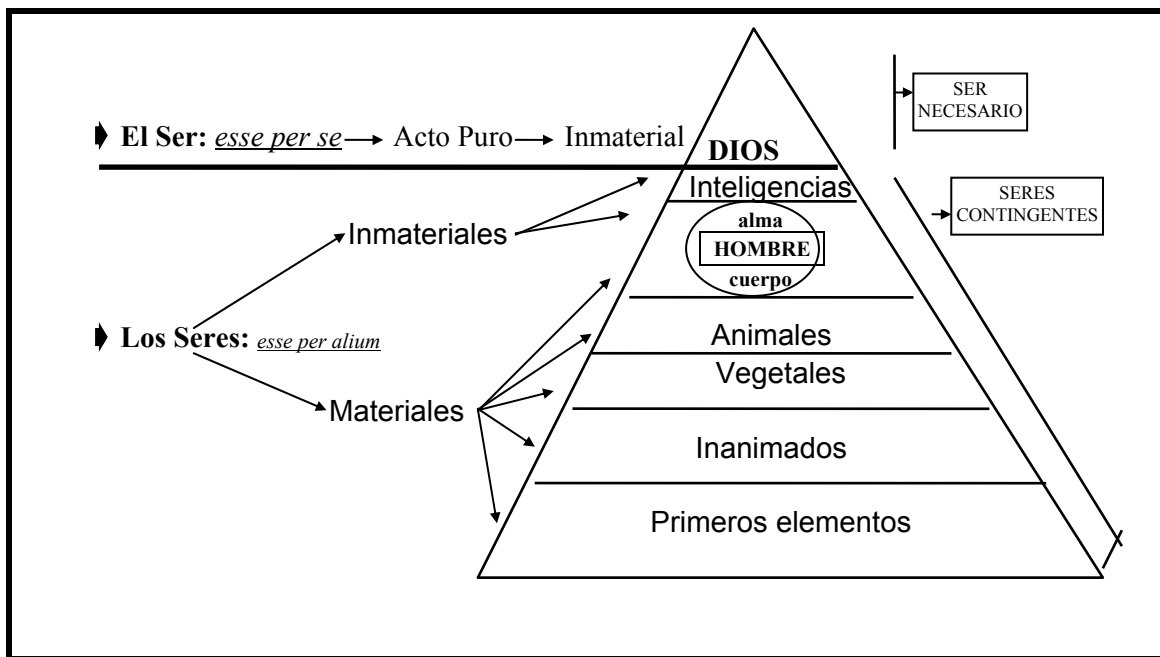 SER
NECESARIO
El Ser: esse per se Acto Puro Inmaterial
DIOS
Inteligencias
SERES
CONTINGENTES
alma
Inmateriales
HOMBRE
cuerpo
Los Seres: esse per alium
Animales
Vegetales
Materiales
Inanimados
Primeros elementos